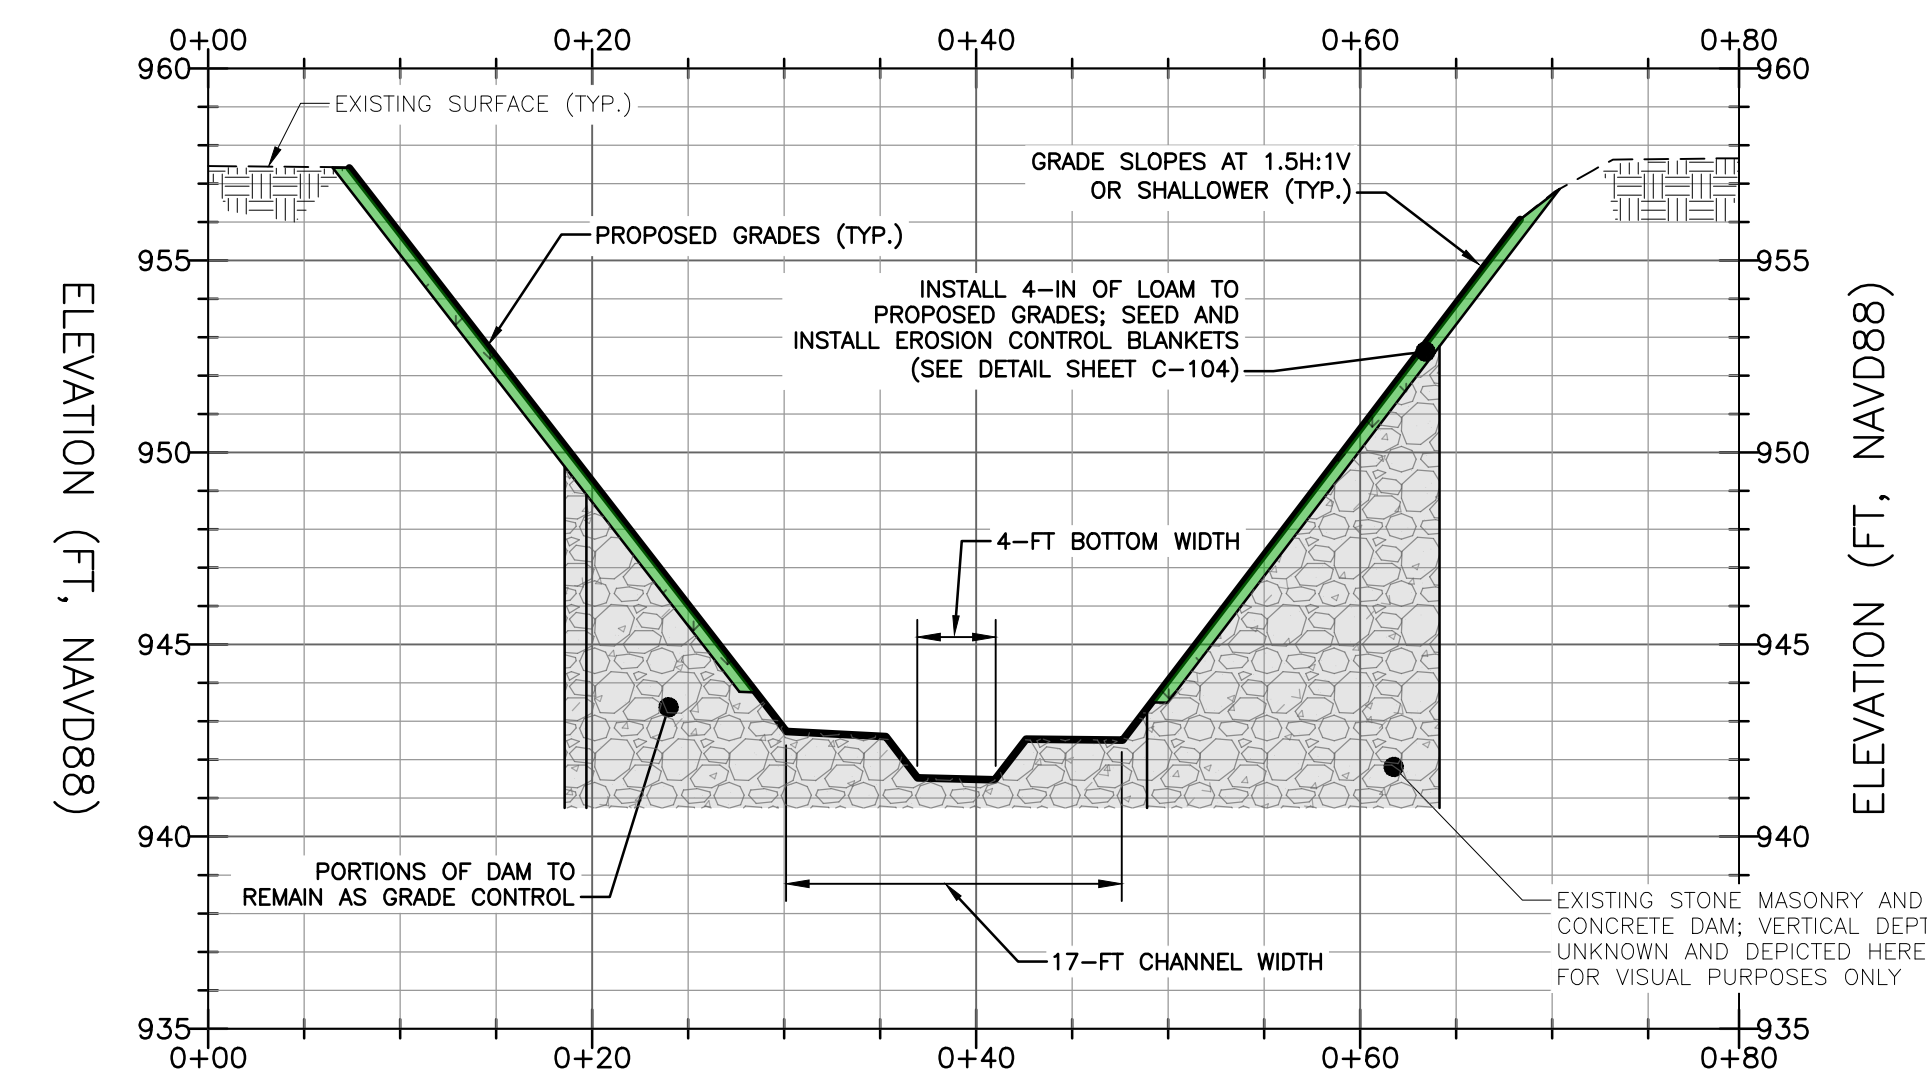 0+00 0+20 0+40 0+60 0+80
960 960
EXISTING SURFACE (TYP.)
GRADE SLOPES AT 1.5H:1V
OR SHALLOWER (TYP.)
PROPOSED GRADES (TYP.)
955 955
INSTALL 4-IN OF LOAM TO
PROPOSED GRADES; SEED AND
INSTALL EROSION CONTROL BLANKETS
(SEE DETAIL SHEET C-104)
ELEVATION (FT, NAVD88)
ELEVATION (FT, NAVD88)
950 950
4-FT BOTTOM WIDTH
945 945
940 940
PORTIONS OF DAM TO
REMAIN AS GRADE CONTROL
EXISTING STONE MASONRY AND
CONCRETE DAM; VERTICAL DEPT
UNKNOWN AND DEPICTED HERE
FOR VISUAL PURPOSES ONLY
17-FT CHANNEL WIDTH
935 935
0+00 0+20 0+40 0+60 0+80